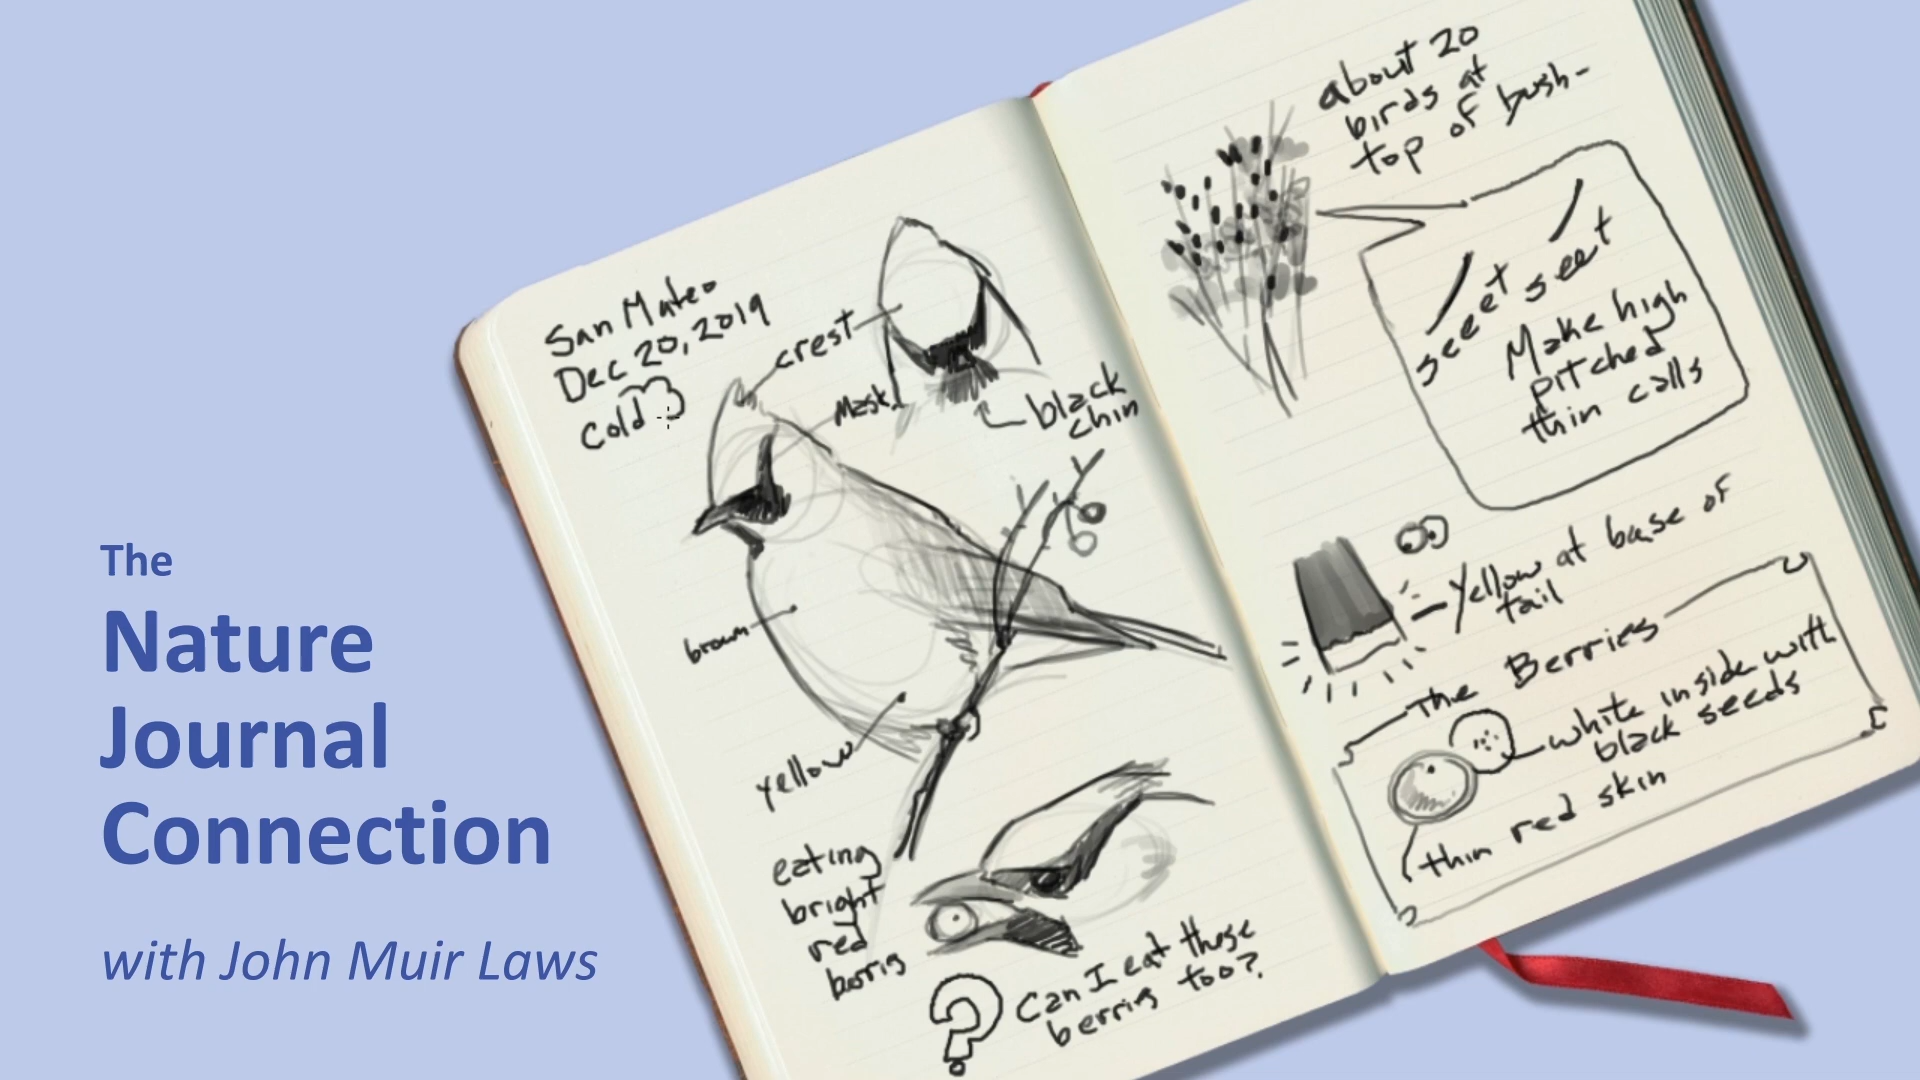 The
Nature
Journal
Connection
with John Muir Laws
San Mateo
Dec 20, 2019
Cold
crest
Mask
black
chin
brown
yellow
eating
bright
red
berris
Can I eat these
berries too?
about 20
birds at
top of bush-
seeet seet
Make high
pitched
thin calls
Yellow at base of
tail
The Berries
white inside with
black seeds
thin red skin